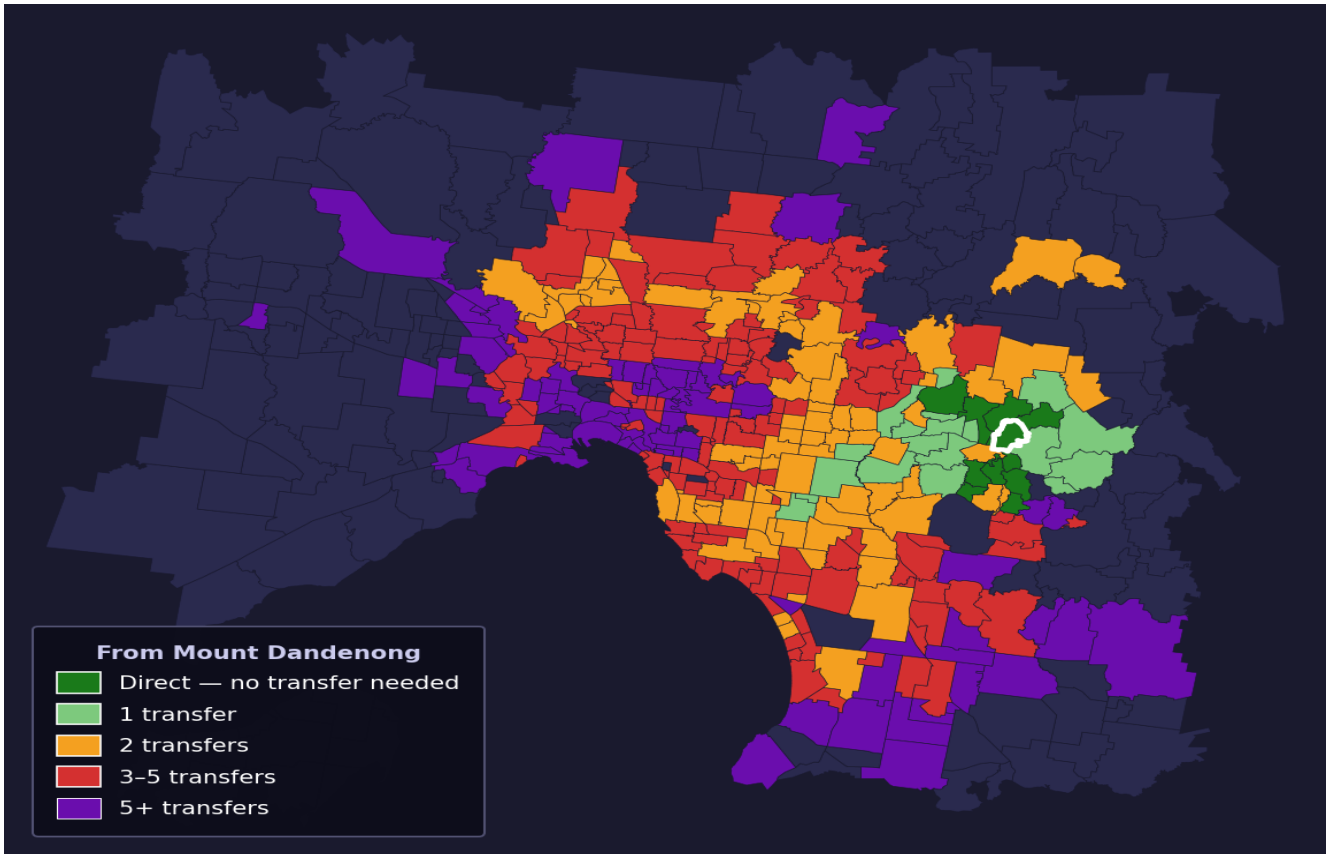 From Mount Dandenong
Direct — no transfer needed
1 transfer
2 transfers
3–5 transfers
5+ transfers